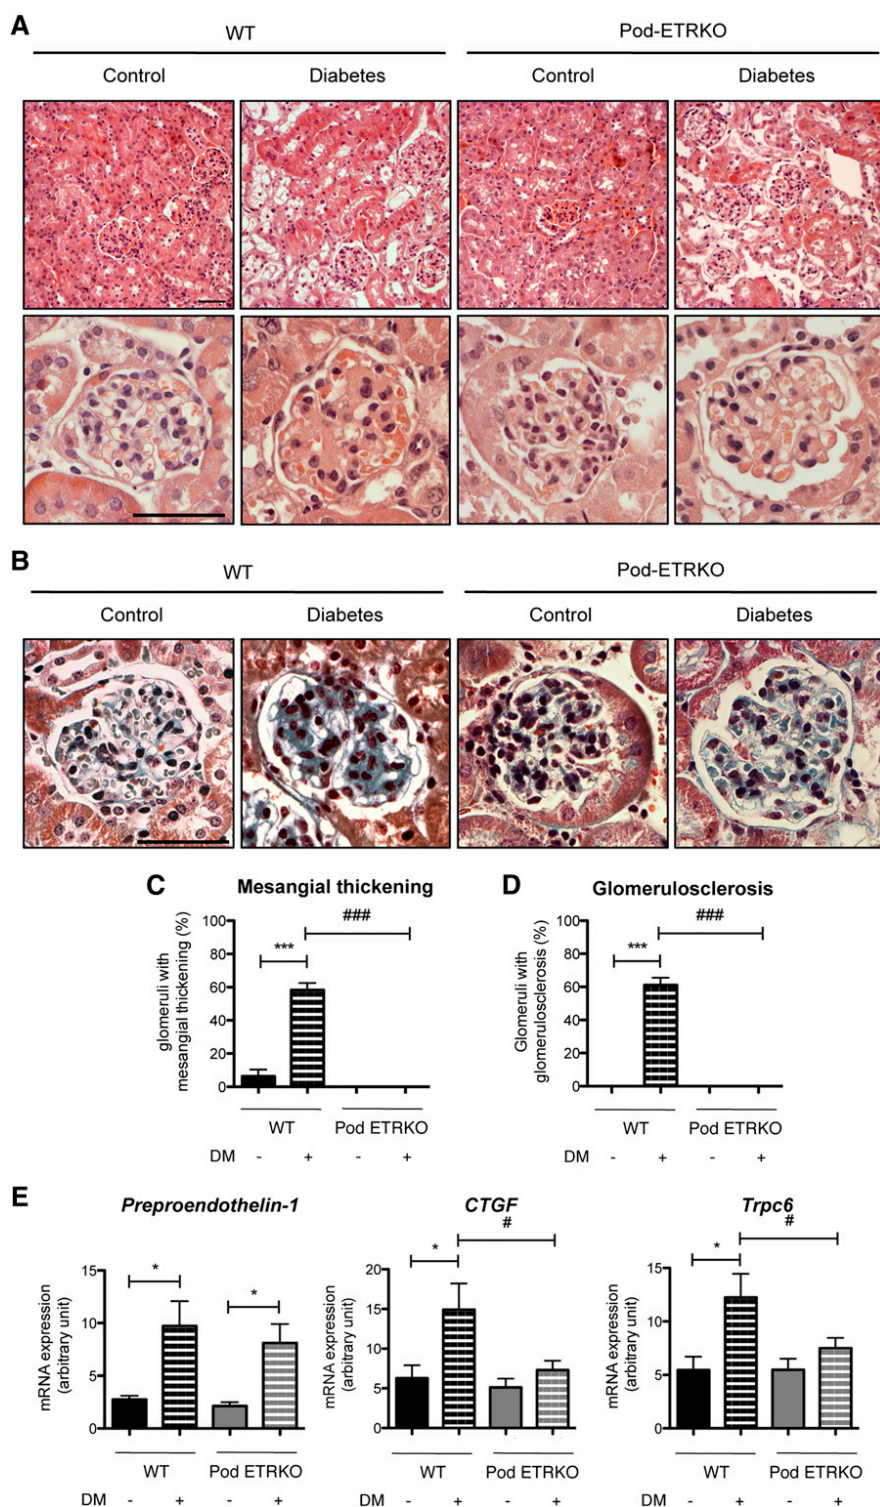 A
WT
Pod-ETRKO
Control
Diabetes
Control
Diabetes
B
WT
Pod-ETRKO
Control
Diabetes
Control
Diabetes
C
Mesangial thickening
glomeruli with
mesangial thickening (%)
100
80
60
40
20
0
***
###
WT
Pod ETRKO
DM
-
+
-
+
D
Glomerulosclerosis
Glomeruli with
glomerulosclerosis (%)
100
80
60
40
20
0
***
###
WT
Pod ETRKO
DM
-
+
-
+
E
Preproendothelin-1
mRNA expression
(arbitrary unit)
15
10
5
0
*
*
WT
Pod ETRKO
DM
-
+
-
+
CTGF
mRNA expression
(arbitrary unit)
20
15
10
5
0
*
#
WT
Pod ETRKO
DM
-
+
-
+
Trpc6
mRNA expression
(arbitrary unit)
15
10
5
0
*
#
WT
Pod ETRKO
DM
-
+
-
+